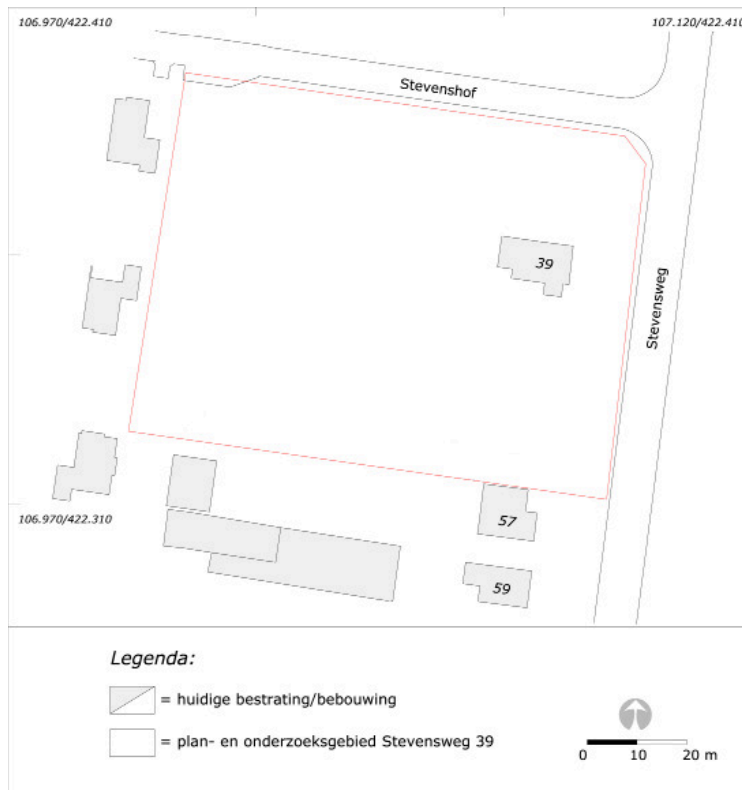 106.970/422.410
107.120/422.410
Stevenshof
39
Stevensweg
106.970/422.310
57
59
Legenda:
= huidige bestrating/bebouwing
= plan- en onderzoeksgebied Stevensweg 39
0 10 20 m